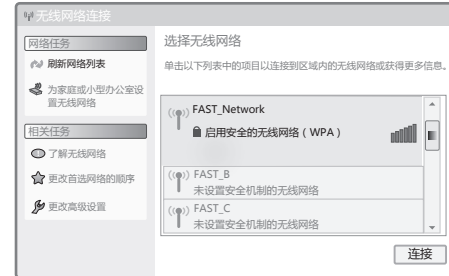 无线网络连接
网络任务
刷新网络列表
为家庭或小型办公室设
置无线网络
相关任务
了解无线网络
更改首选网络的顺序
更改高级设置
选择无线网络
单击以下列表中的项目以连接到区域内的无线网络或获得更多信息。
FAST_Network
启用安全的无线网络（WPA）
FAST_B
未设置安全机制的无线网络
FAST_C
未设置安全机制的无线网络
连接